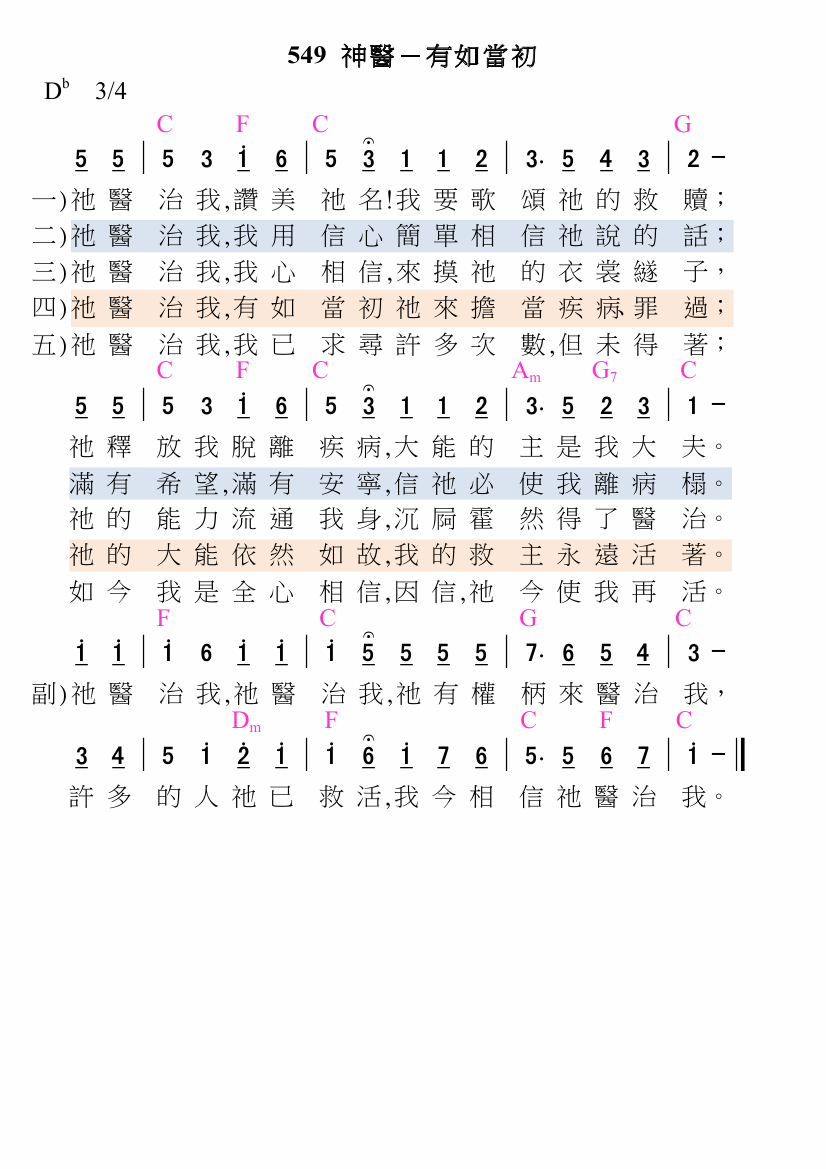 549 神醫－有如當初
D♭ 3/4
C F C G
5 5 | 5 3 i 6 | 5 3 1 1 2 | 3. 5 4 3 | 2 －
一)祂醫 治我,讚美 祂名!我要歌 頌祂的救 贖；
二)祂醫 治我,我用 信心簡單相 信祂說的 話；
三)祂醫 治我,我心 相信,來摸祂 的衣裳繸 子，
四)祂醫 治我,有如 當初祂來擔 當疾病、罪 過；
五)祂醫 治我,我已 求尋許多次 數,但未得 著；
C F C Am G7 C
5 5 | 5 3 i 6 | 5 3 1 1 2 | 3. 5 2 3 | 1 －
祂釋 放我脫離 疾病,大能的 主是我大 夫。
滿有 希望,滿有 安寧,信祂必 使我離病 榻。
祂的 能力流通 我身,沉屙霍 然得了醫 治。
祂的 大能依然 如故,我的救 主永遠活 著。
如今 我是全心 相信,因信,祂 今使我再 活。
F C G C
i i | i 6 i i | i 5 5 5 5 | 7. 6 5 4 | 3 －
副)祂醫 治我,祂醫 治我,祂有權 柄來醫治 我，
Dm F C F C
3 4 | 5 i 2̇ i | i 6 i 7 6 | 5. 5 6 7 | i － ‖
許多 的人祂已 救活,我今相 信祂醫治 我。